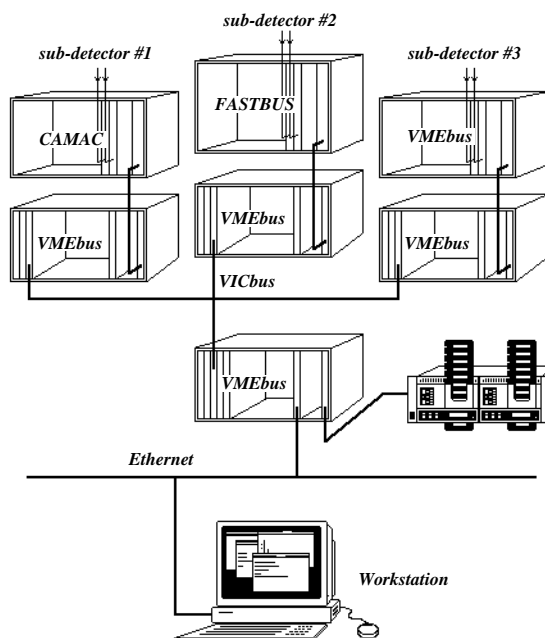 sub-detector #1
sub-detector #2
sub-detector #3
CAMAC
FASTBUS
VMEbus
VMEbus
VMEbus
VMEbus
VICbus
VMEbus
Ethernet
Workstation